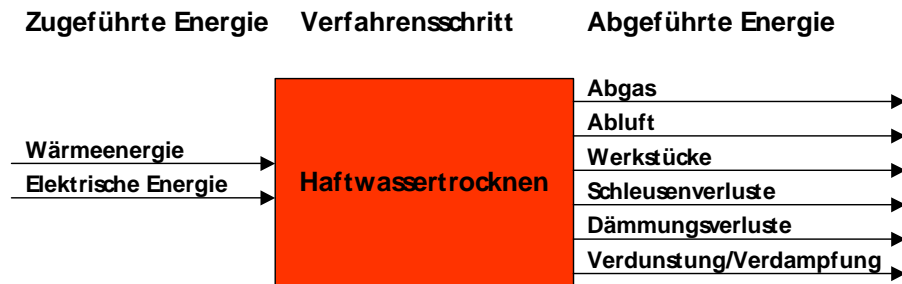 Zugeführte Energie Verfahrensschritt Abgeführte Energie
Wärmeenergie
Elektrische Energie
Haftwassertrocknen
Abgas
Abluft
Werkstücke
Schleusenverluste
Dämmungsverluste
Verdunstung/Verdampfung